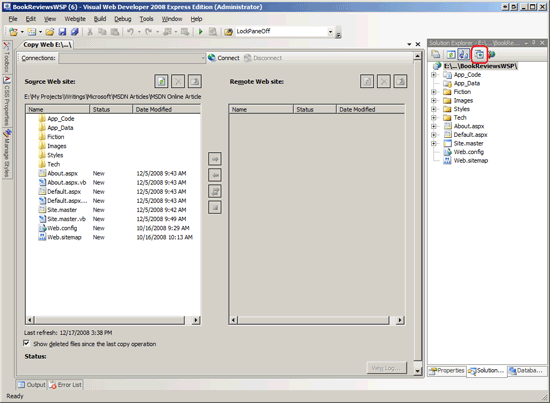 BookReviewsWSP (6) - Visual Web Developer 2008 Express Edition (Administrator)
File Edit View Website Build Debug Data Tools Window Help
LockPaneOff
Toolbox
CSS Properties
Manage Styles
Copy Web E:\...\
Connections:
Connect
Disconnect
Source Web site:
Remote Web site:
E:\My Projects\Writings\Microsoft\MSDN Articles\MSDN Online Article
Name Status Date Modified
Name Status Date Modified
App_Code
App_Data
Fiction
Images
Styles
Tech
About.aspx New 12/5/2008 9:43 AM
About.aspx.vb New 12/5/2008 9:43 AM
Default.aspx New 12/5/2008 9:43 AM
Default.aspx... New 12/5/2008 9:43 AM
Site.master New 12/5/2008 9:42 AM
Site.master.vb New 12/5/2008 9:49 AM
Web.config New 10/16/2008 9:29 AM
Web.sitemap New 10/16/2008 10:13 AM
Last refresh: 12/17/2008 3:38 PM
Show deleted files since the last copy operation
Status:
View Log...
Solution Explorer - E:\...\BookRe...
E:\...\BookReviewsWSP\
App_Code
App_Data
Fiction
Images
Styles
Tech
About.aspx
Default.aspx
Site.master
Web.config
Web.sitemap
Properties
Solution...
Databa...
Output
Error List
Ready